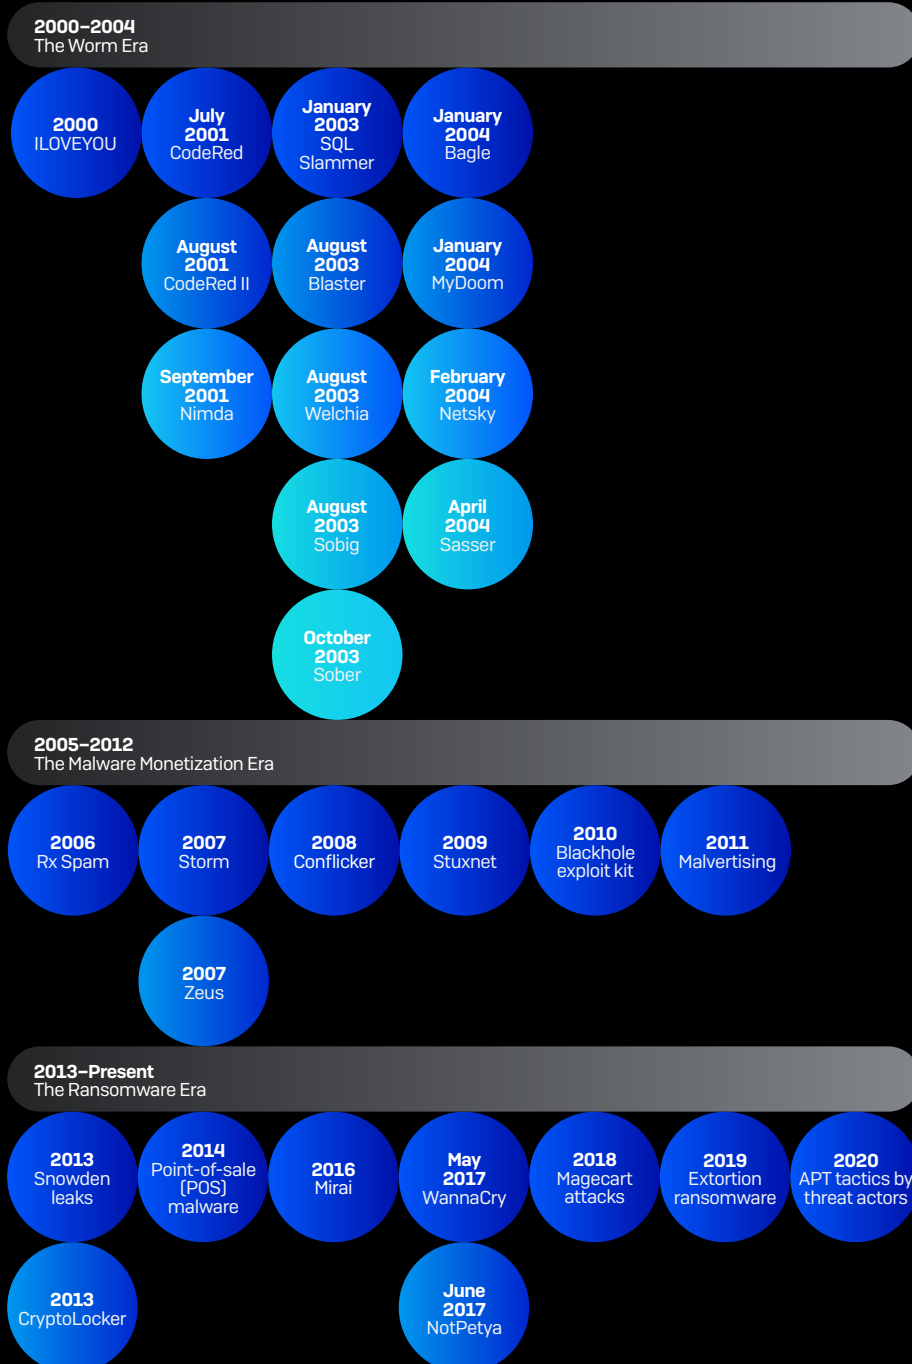 2000–2004
The Worm Era
2000
ILOVEYOU
July
2001
CodeRed
January
2003
SQL
Slammer
January
2004
Bagle
August
2001
CodeRed II
August
2003
Blaster
January
2004
MyDoom
September
2001
Nimda
August
2003
Welchia
February
2004
Netsky
August
2003
Sobig
April
2004
Sasser
October
2003
Sober
2005–2012
The Malware Monetization Era
2006
Rx Spam
2007
Storm
2008
Conflicker
2009
Stuxnet
2010
Blackhole
exploit kit
2011
Malvertising
2007
Zeus
2013–Present
The Ransomware Era
2013
Snowden
leaks
2014
Point-of-sale
(POS)
malware
2016
Mirai
May
2017
WannaCry
2018
Magecart
attacks
2019
Extortion
ransomware
2020
APT tactics by
threat actors
2013
CryptoLocker
June
2017
NotPetya